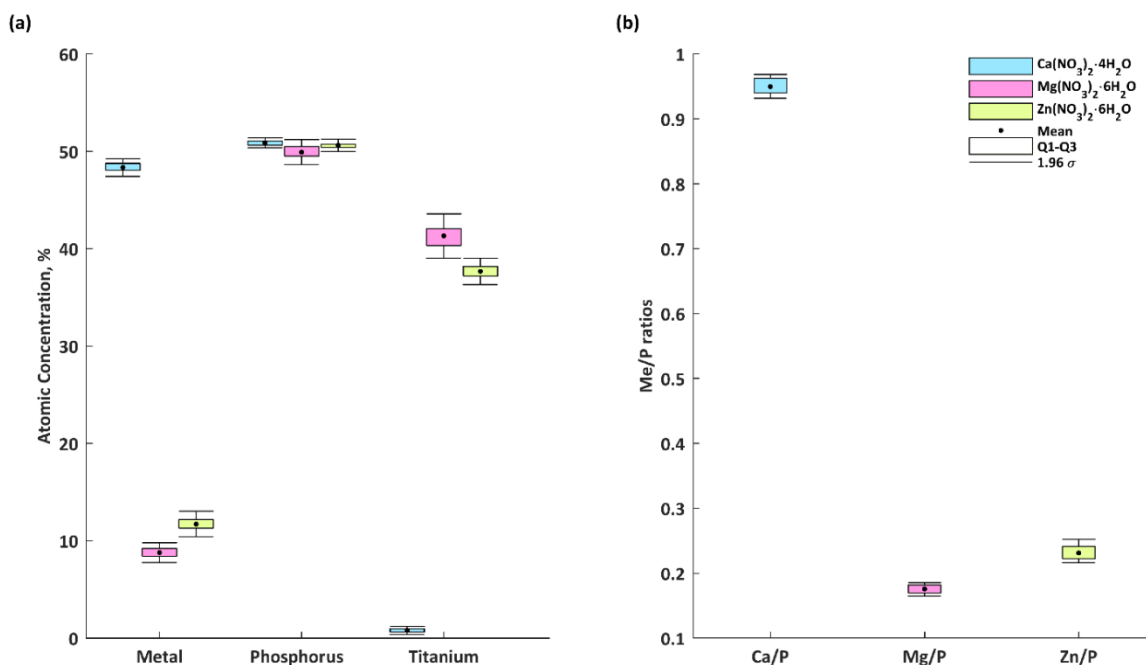 (a)
60
50
40
30
20
10
0
Atomic Concentration, %
Metal Phosphorus Titanium
(b)
1
0.9
0.8
0.7
0.6
0.5
0.4
0.3
0.2
0.1
Me/P ratios
Ca/P Mg/P Zn/P
Ca(NO₃)₂·4H₂O
Mg(NO₃)₂·6H₂O
Zn(NO₃)₂·6H₂O
Mean
Q1-Q3
1.96 σ